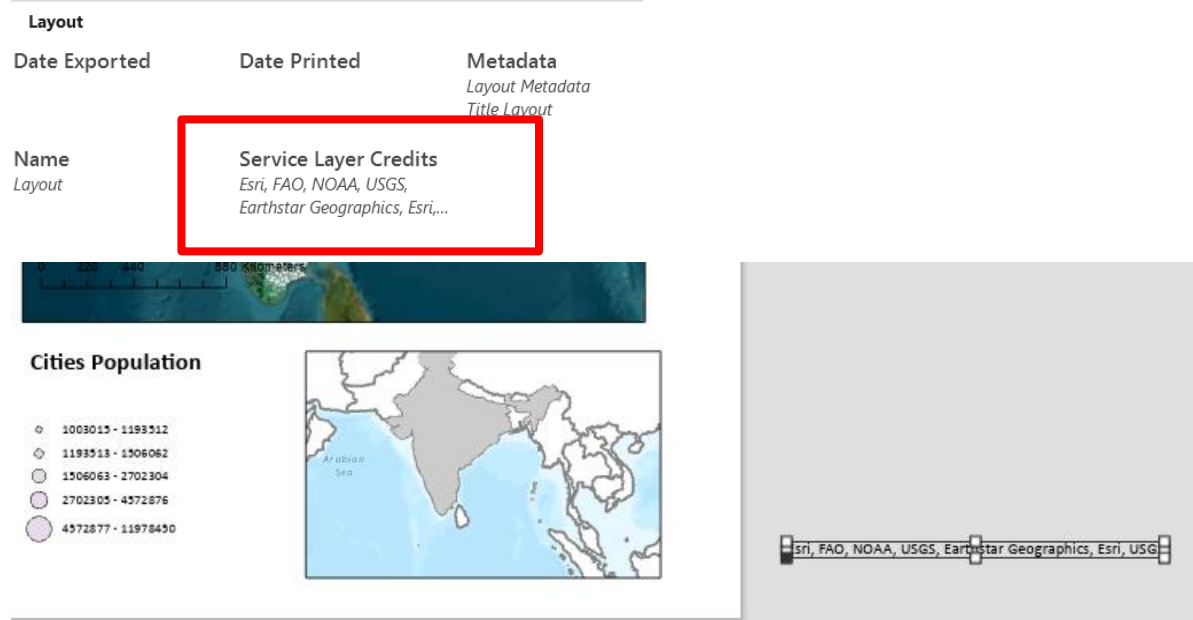 Layout
Date Exported
Date Printed
Metadata
Layout Metadata
Title Layout
Name
Layout
Service Layer Credits
Esri, FAO, NOAA, USGS,
Earthstar Geographics, Esri,...
0 220 440 880 Kilometers
Cities Population
1003015 - 1193512
1193513 - 1506062
1506063 - 2702304
2702305 - 4572876
4572877 - 11978450
Arabian
Sea
Esri, FAO, NOAA, USGS, Earthstar Geographics, Esri, USG